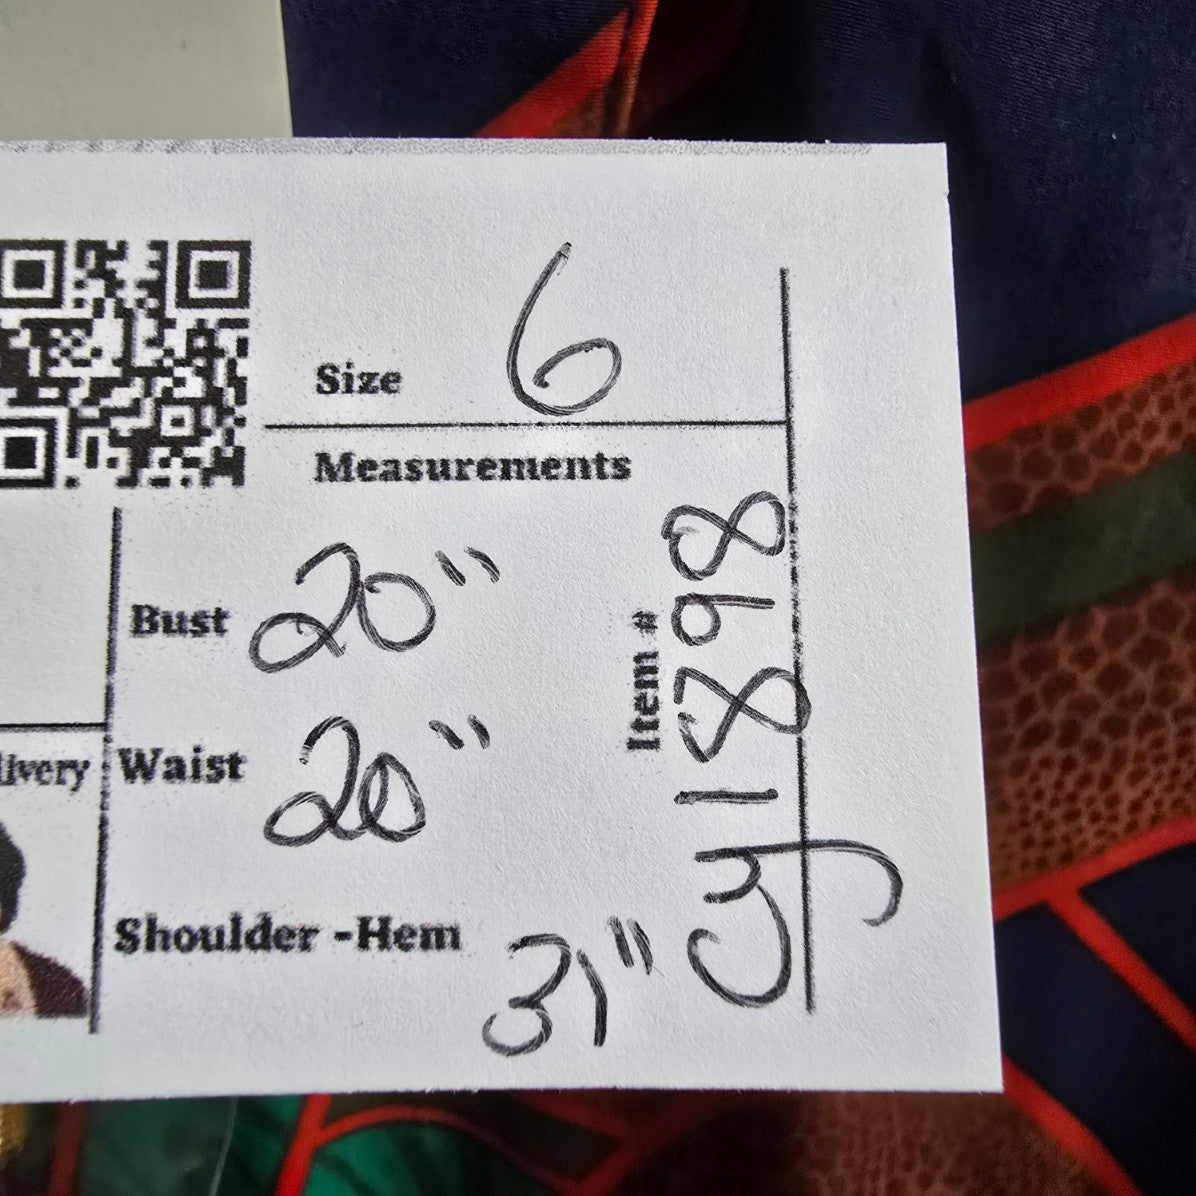 Size 6
Measurements
Bust 20"
Waist 20"
Shoulder -Hem 31"
Item # Cy1898
livery